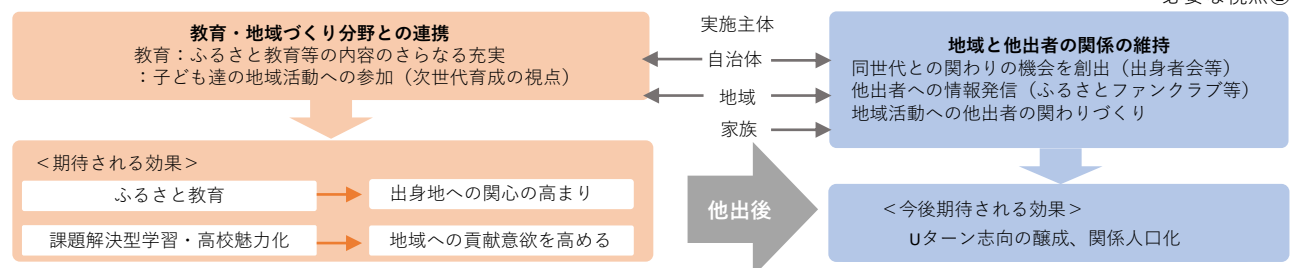 必要な視点
教育・地域づくり分野との連携
教育：ふるさと教育等の内容のさらなる充実
：子ども達の地域活動への参加（次世代育成の視点）
＜期待される効果＞
ふるさと教育
出身地への関心の高まり
課題解決型学習・高校魅力化
地域への貢献意欲を高める
実施主体
自治体
地域
家族
他出後
地域と他出者の関係の維持
同世代との関わりの機会を創出（出身者会等）
他出者への情報発信（ふるさとファンクラブ等）
地域活動への他出者の関わりづくり
＜今後期待される効果＞
Uターン志向の醸成、関係人口化